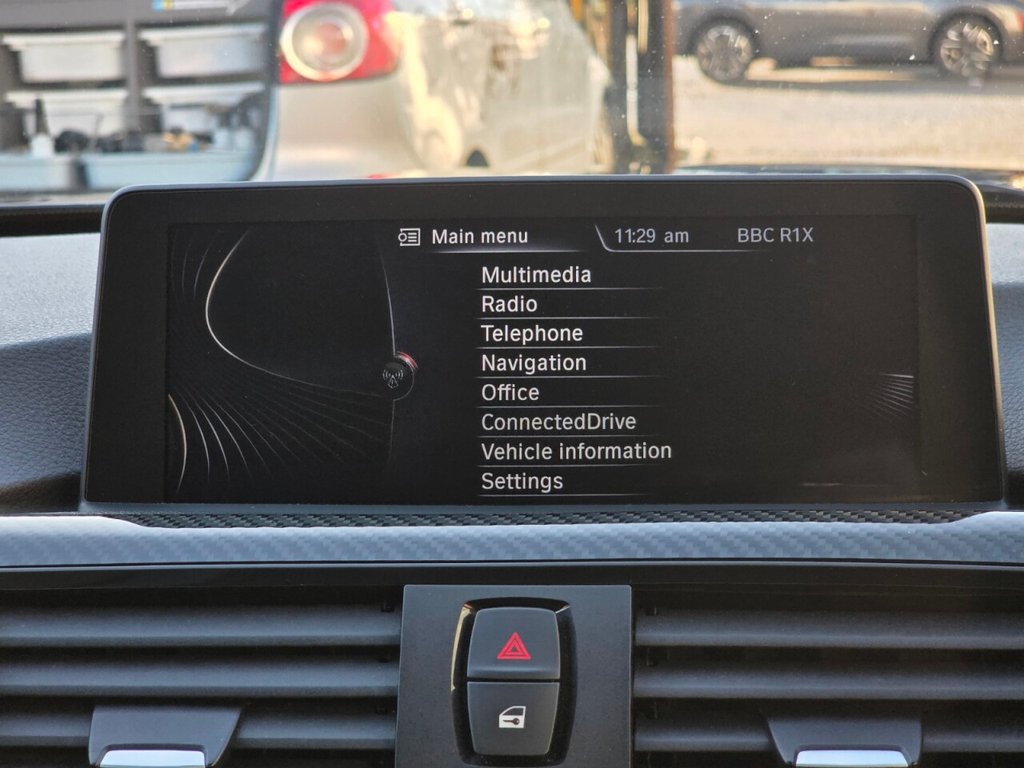 Main menu 11:29 am BBC R1X
Multimedia
Radio
Telephone
Navigation
Office
ConnectedDrive
Vehicle information
Settings